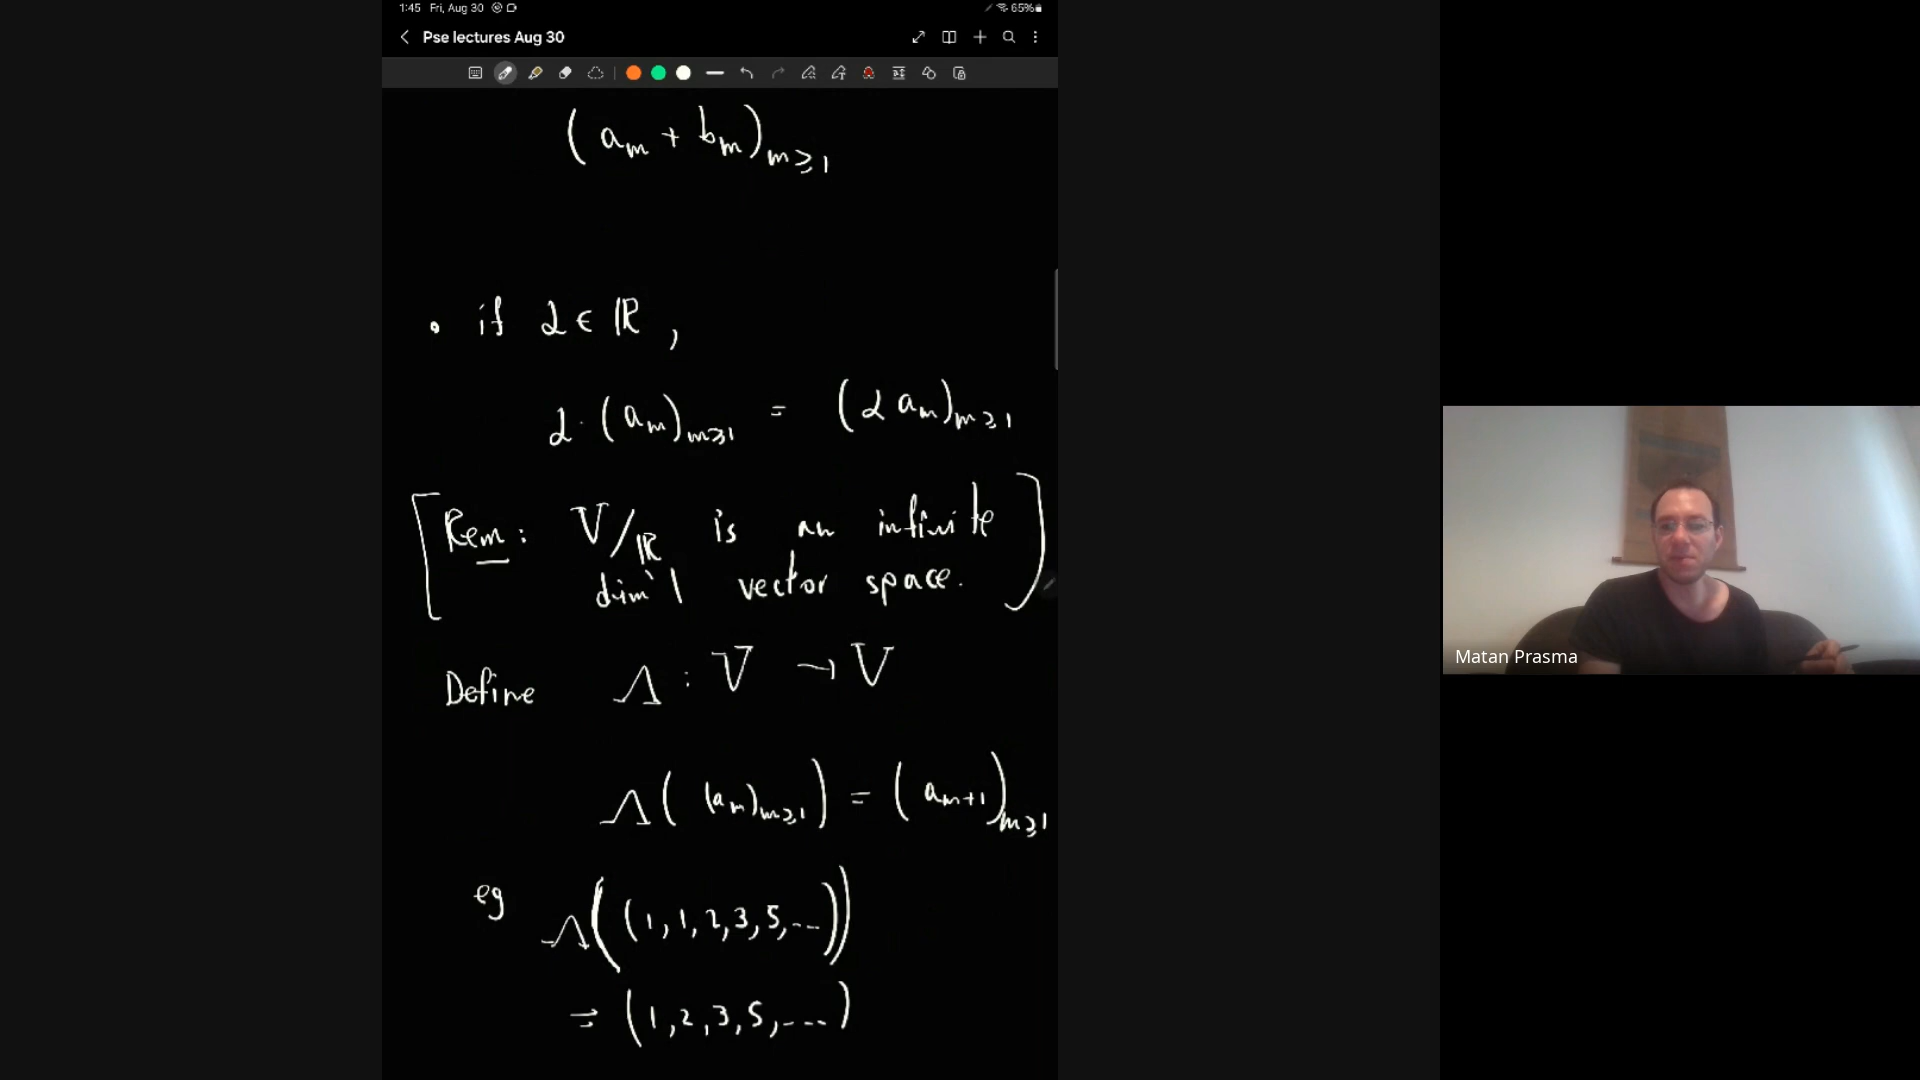 1:45 Fri, Aug 30
65%
Pse lectures Aug 30
(a_m + b_m)_{m≥1}
• if α ∈ ℝ,
α · (a_m)_{m≥1} = (α a_m)_{m≥1}
[Rem: V/ℝ is an infinite
dim'l vector space.]
Define Λ : V → V
Λ((a_m)_{m≥1}) = (a_{m+1})_{m≥1}
eg Λ((1, 1, 2, 3, 5, ...))
= (1, 2, 3, 5, ....)
Matan Prasma